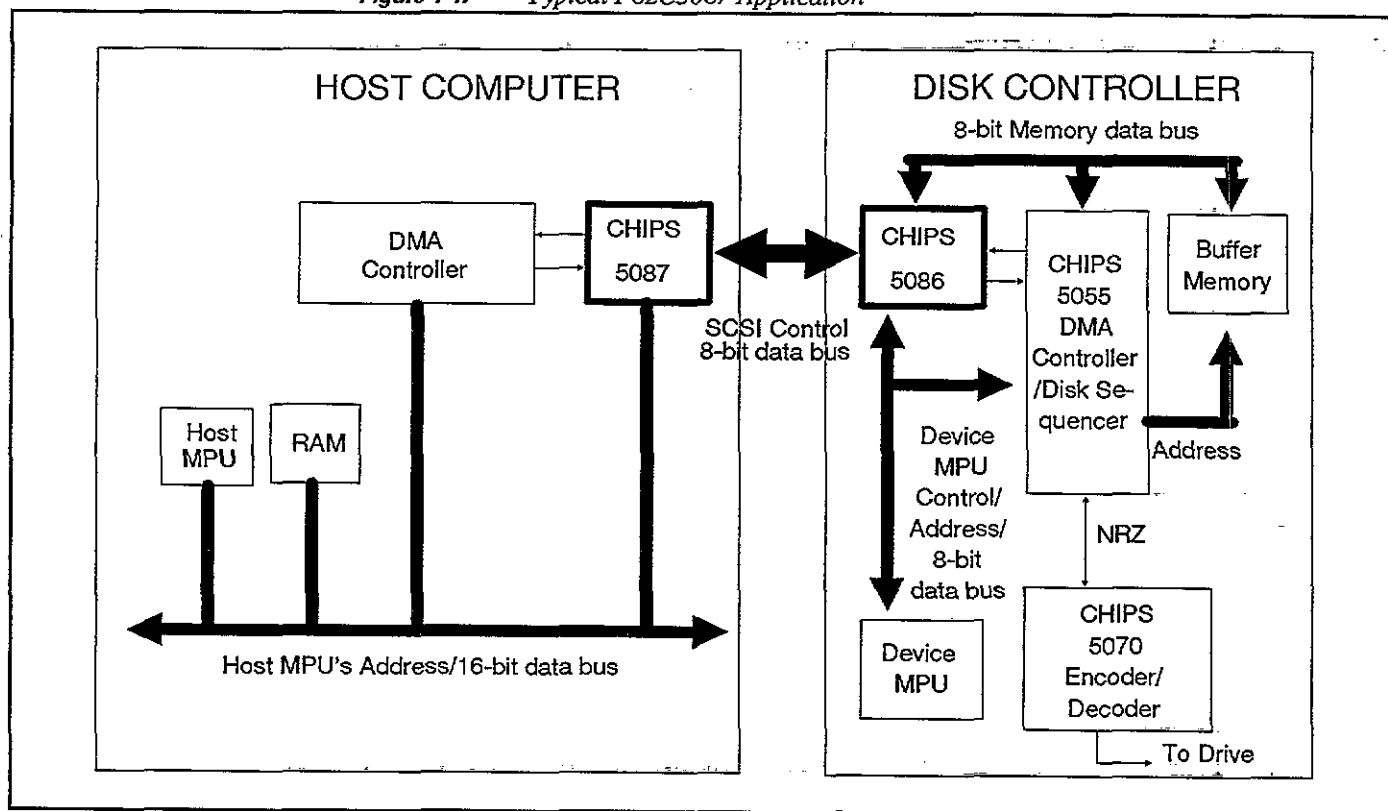 Typical Application
HOST COMPUTER
DMA
Controller
CHIPS
5087
SCSI Control
8-bit data bus
Host
MPU
RAM
Host MPU's Address/16-bit data bus
DISK CONTROLLER
8-bit Memory data bus
CHIPS
5086
CHIPS
5055
DMA
Controller
/Disk Se-
quencer
Buffer
Memory
Address
Device
MPU
Control/
Address/
8-bit
data bus
NRZ
Device
MPU
CHIPS
5070
Encoder/
Decoder
To Drive